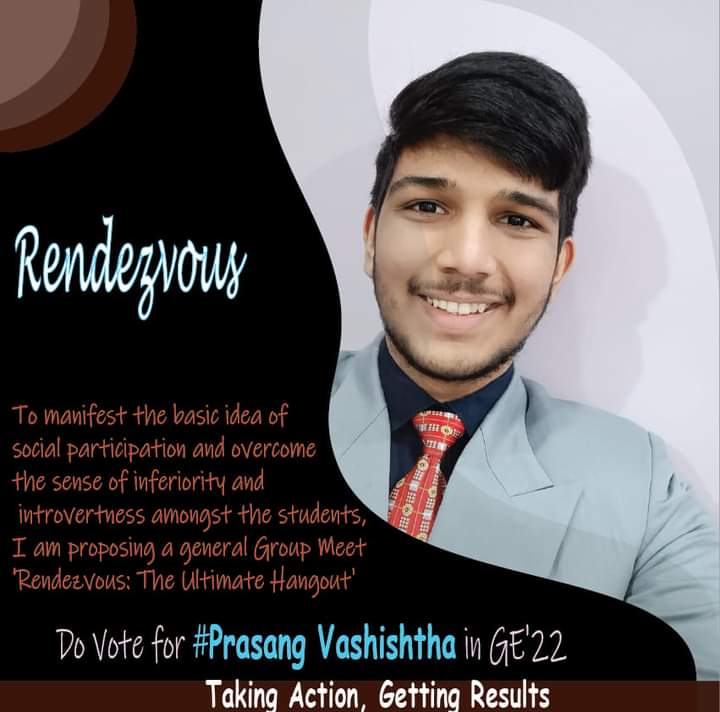 Rendezvous
To manifest the basic idea of
social participation and overcome
the sense of inferiority and
introvertness amongst the students,
I am proposing a general Group Meet
'Rendezvous: The Ultimate Hangout'
Do Vote for #Prasang Vashishtha in GE'22
Taking Action, Getting Results